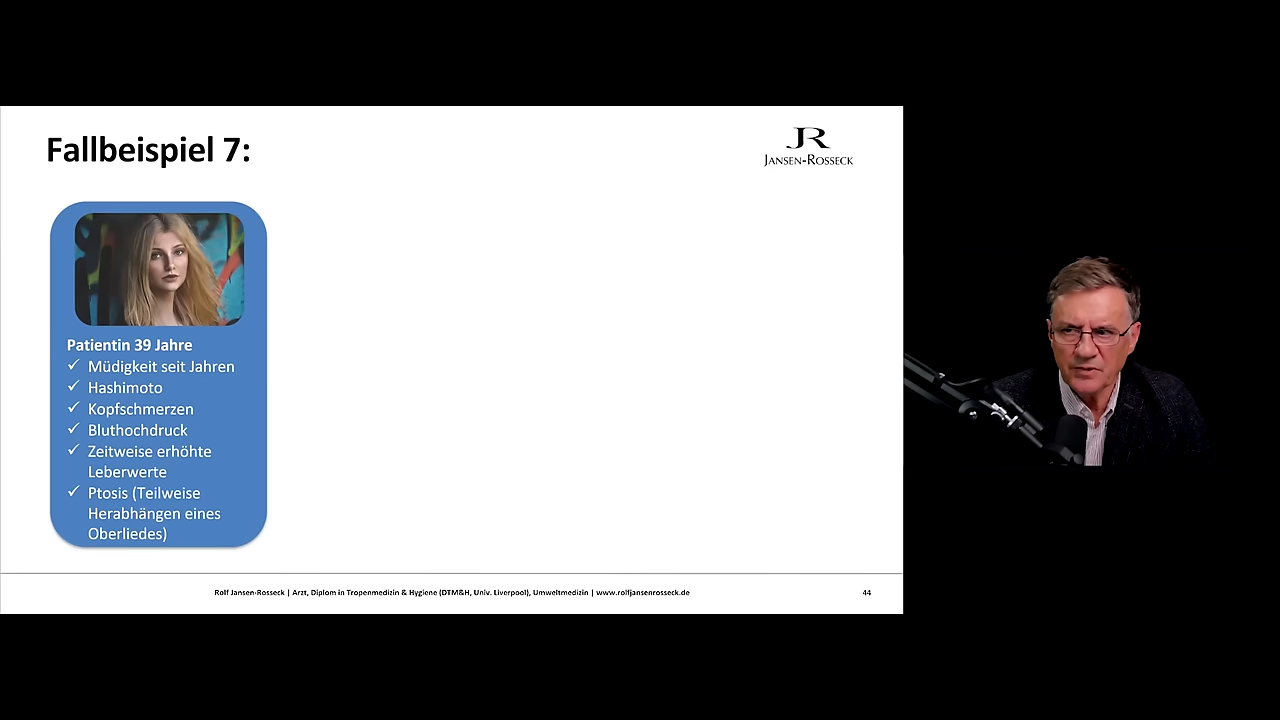 Fallbeispiel 7:
JR
JANSEN-ROSSECK
Patientin 39 Jahre
✓ Müdigkeit seit Jahren
✓ Hashimoto
✓ Kopfschmerzen
✓ Bluthochdruck
✓ Zeitweise erhöhte
Leberwerte
✓ Ptosis (Teilweise
Herabhängen eines
Oberliedes)
Rolf Jansen-Rosseck | Arzt, Diplom in Tropenmedizin & Hygiene (DTM&H, Univ. Liverpool), Umweltmedizin | www.rolfjansenrosseck.de
44